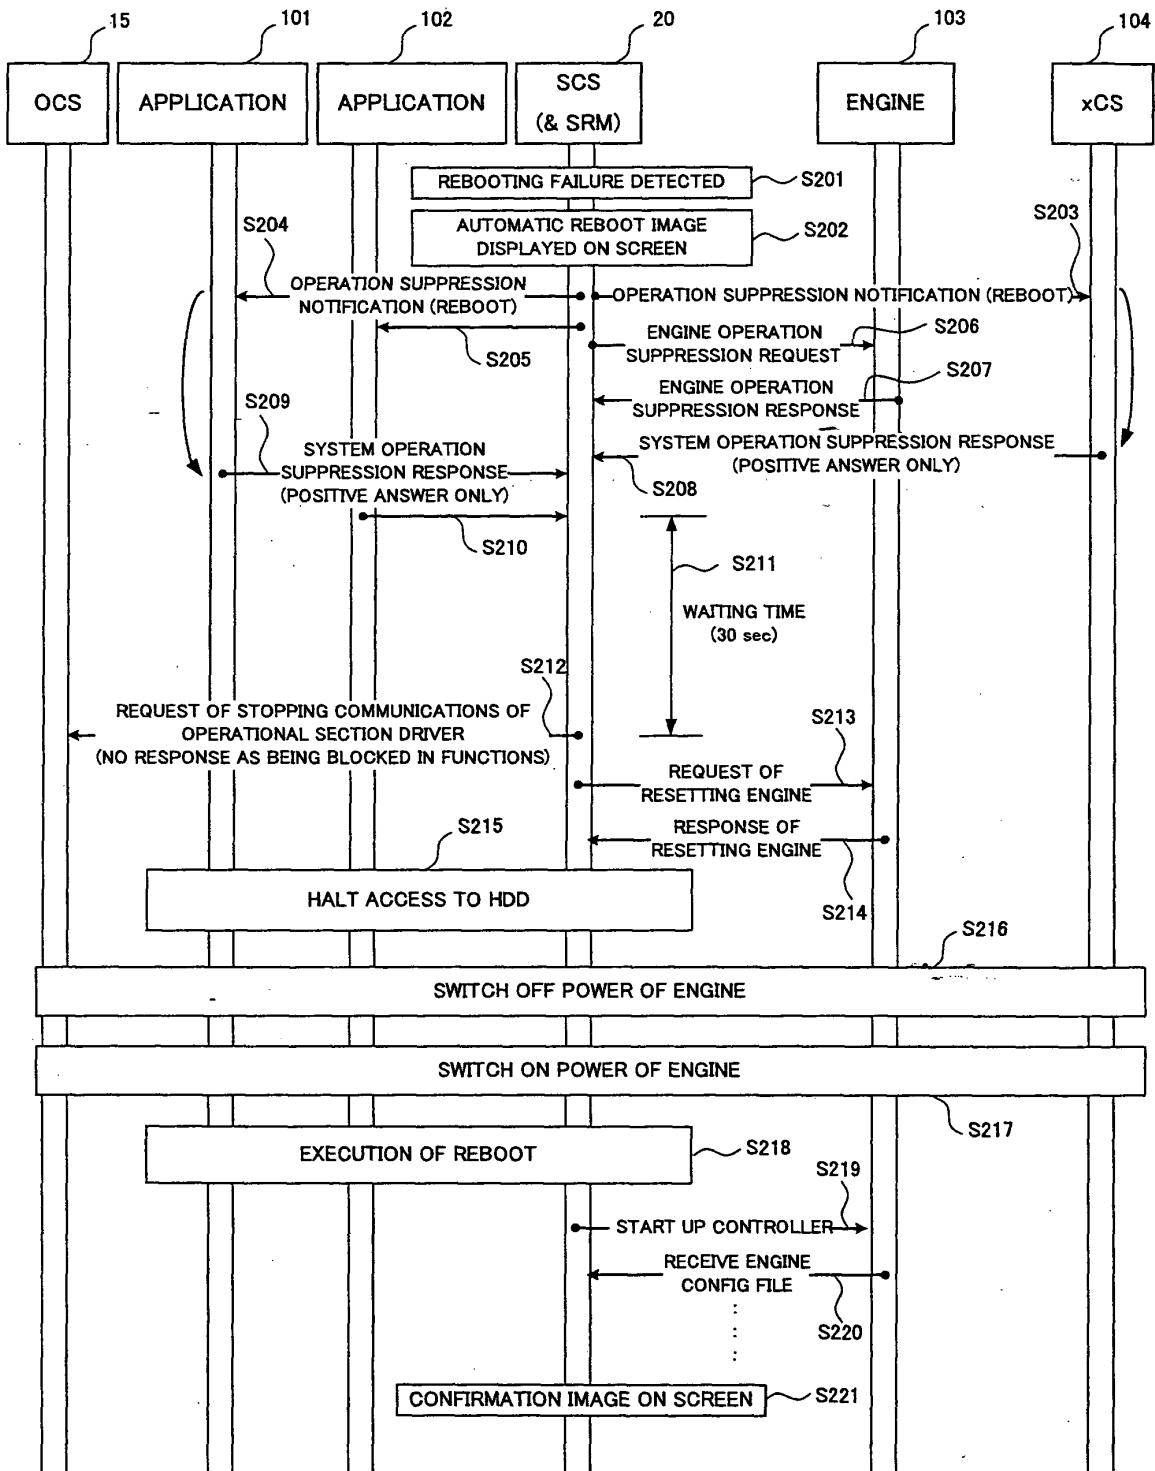 15
101
102
20
103
104
OCS
APPLICATION
APPLICATION
SCS
(& SRM)
ENGINE
xCS
REBOOTING FAILURE DETECTED
S201
AUTOMATIC REBOOT IMAGE
DISPLAYED ON SCREEN
S202
S204
S203
OPERATION SUPPRESSION
NOTIFICATION (REBOOT)
OPERATION SUPPRESSION NOTIFICATION (REBOOT)
S205
ENGINE OPERATION
SUPPRESSION REQUEST
S206
ENGINE OPERATION
SUPPRESSION RESPONSE
S207
S209
SYSTEM OPERATION
SUPPRESSION RESPONSE
(POSITIVE ANSWER ONLY)
SYSTEM OPERATION SUPPRESSION RESPONSE
(POSITIVE ANSWER ONLY)
S208
S210
S211
WAITING TIME
(30 sec)
S212
REQUEST OF STOPPING COMMUNICATIONS OF
OPERATIONAL SECTION DRIVER
(NO RESPONSE AS BEING BLOCKED IN FUNCTIONS)
S213
REQUEST OF
RESETTING ENGINE
RESPONSE OF
RESETTING ENGINE
S214
S215
HALT ACCESS TO HDD
S216
SWITCH OFF POWER OF ENGINE
SWITCH ON POWER OF ENGINE
S217
EXECUTION OF REBOOT
S218
S219
START UP CONTROLLER
RECEIVE ENGINE
CONFIG FILE
S220
CONFIRMATION IMAGE ON SCREEN
S221